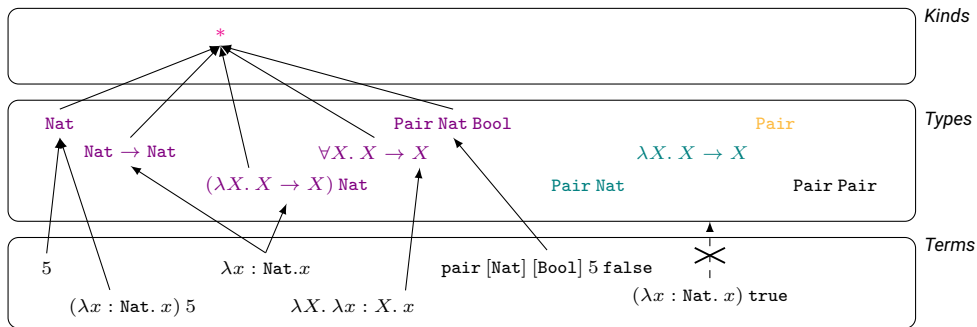 Kinds
*
Types
Nat
Pair Nat Bool
Pair
Nat → Nat
∀X. X → X
λX. X → X
(λX. X → X) Nat
Pair Nat
Pair Pair
Terms
5
λx : Nat.x
pair [Nat] [Bool] 5 false
(λx : Nat. x) 5
λX. λx : X. x
(λx : Nat. x) true